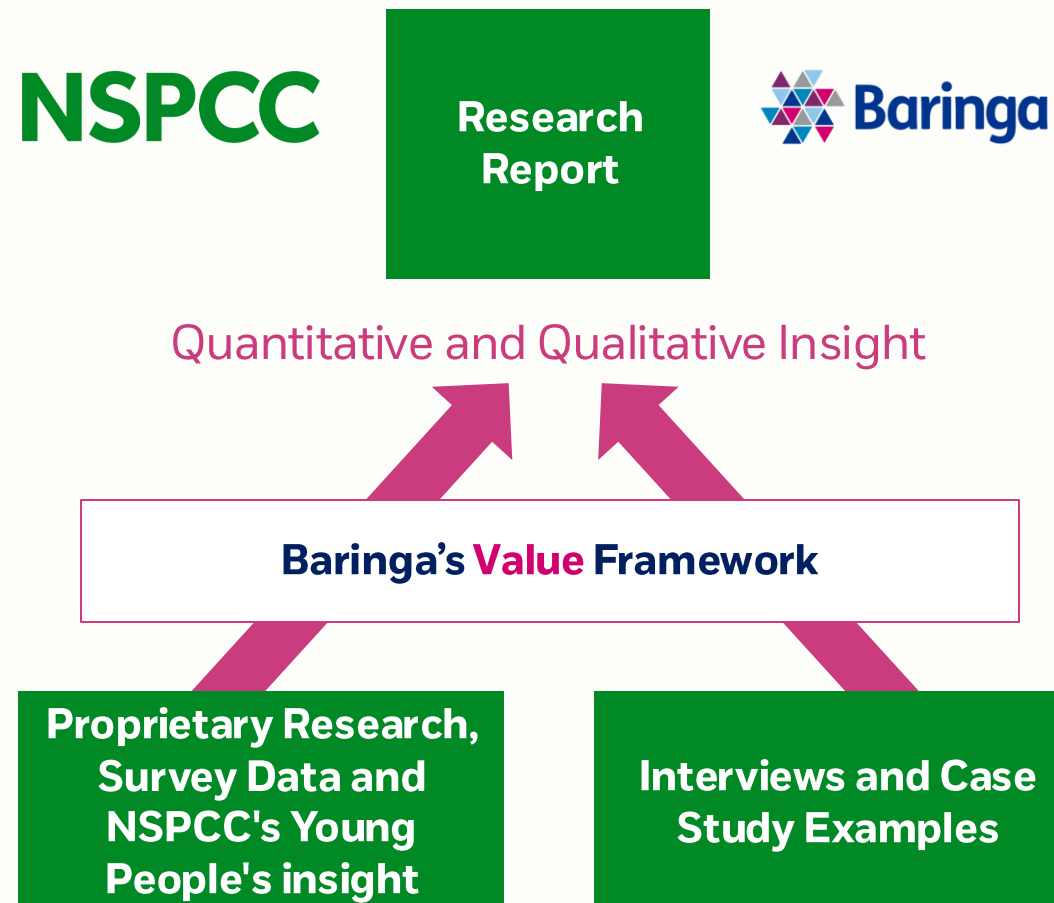 NSPCC
Research
Report
Baringa
Quantitative and Qualitative Insight
Baringa’s Value Framework
Proprietary Research,
Survey Data and
NSPCC's Young
People's insight
Interviews and Case
Study Examples